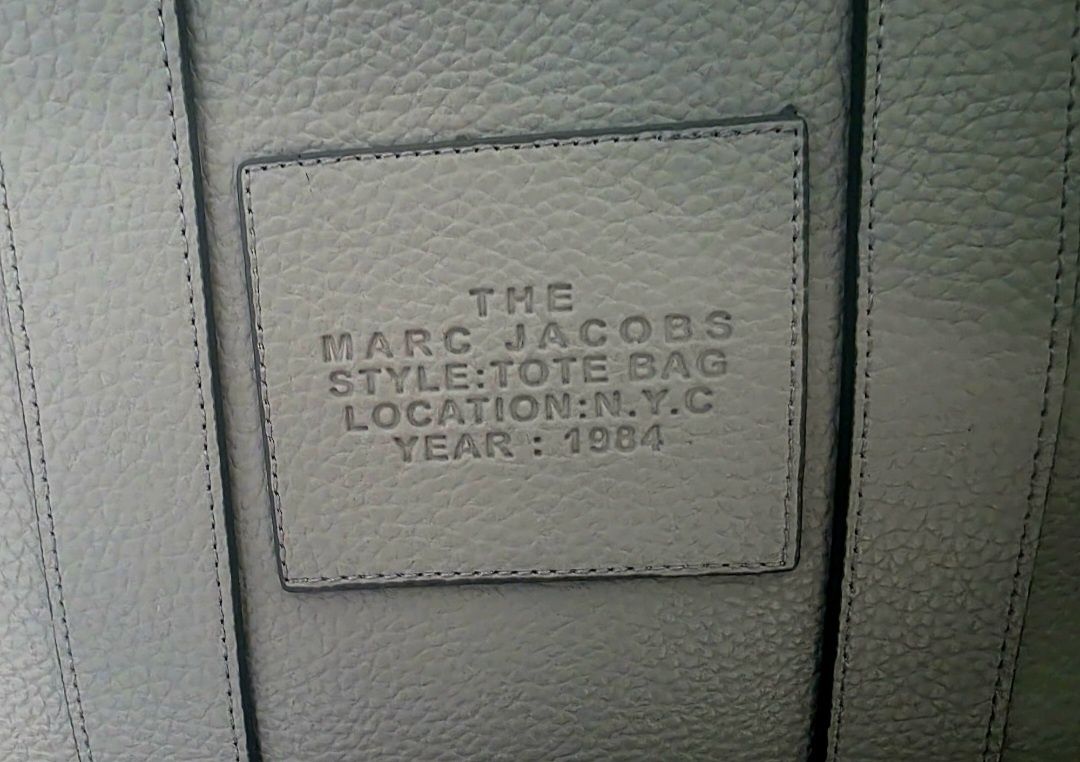 THE
MARC JACOBS
STYLE:TOTE BAG
LOCATION:N.Y.C
YEAR : 1984